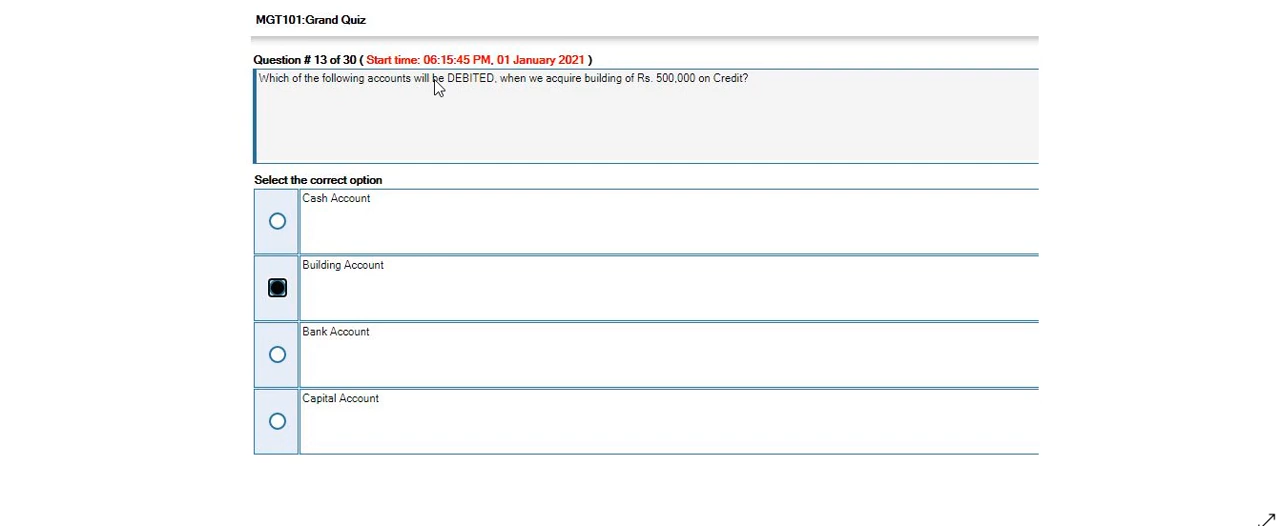 MGT101:Grand Quiz
Question # 13 of 30 ( Start time: 06:15:45 PM, 01 January 2021 )
Which of the following accounts will be DEBITED, when we acquire building of Rs. 500,000 on Credit?
Select the correct option
Cash Account
Building Account
Bank Account
Capital Account